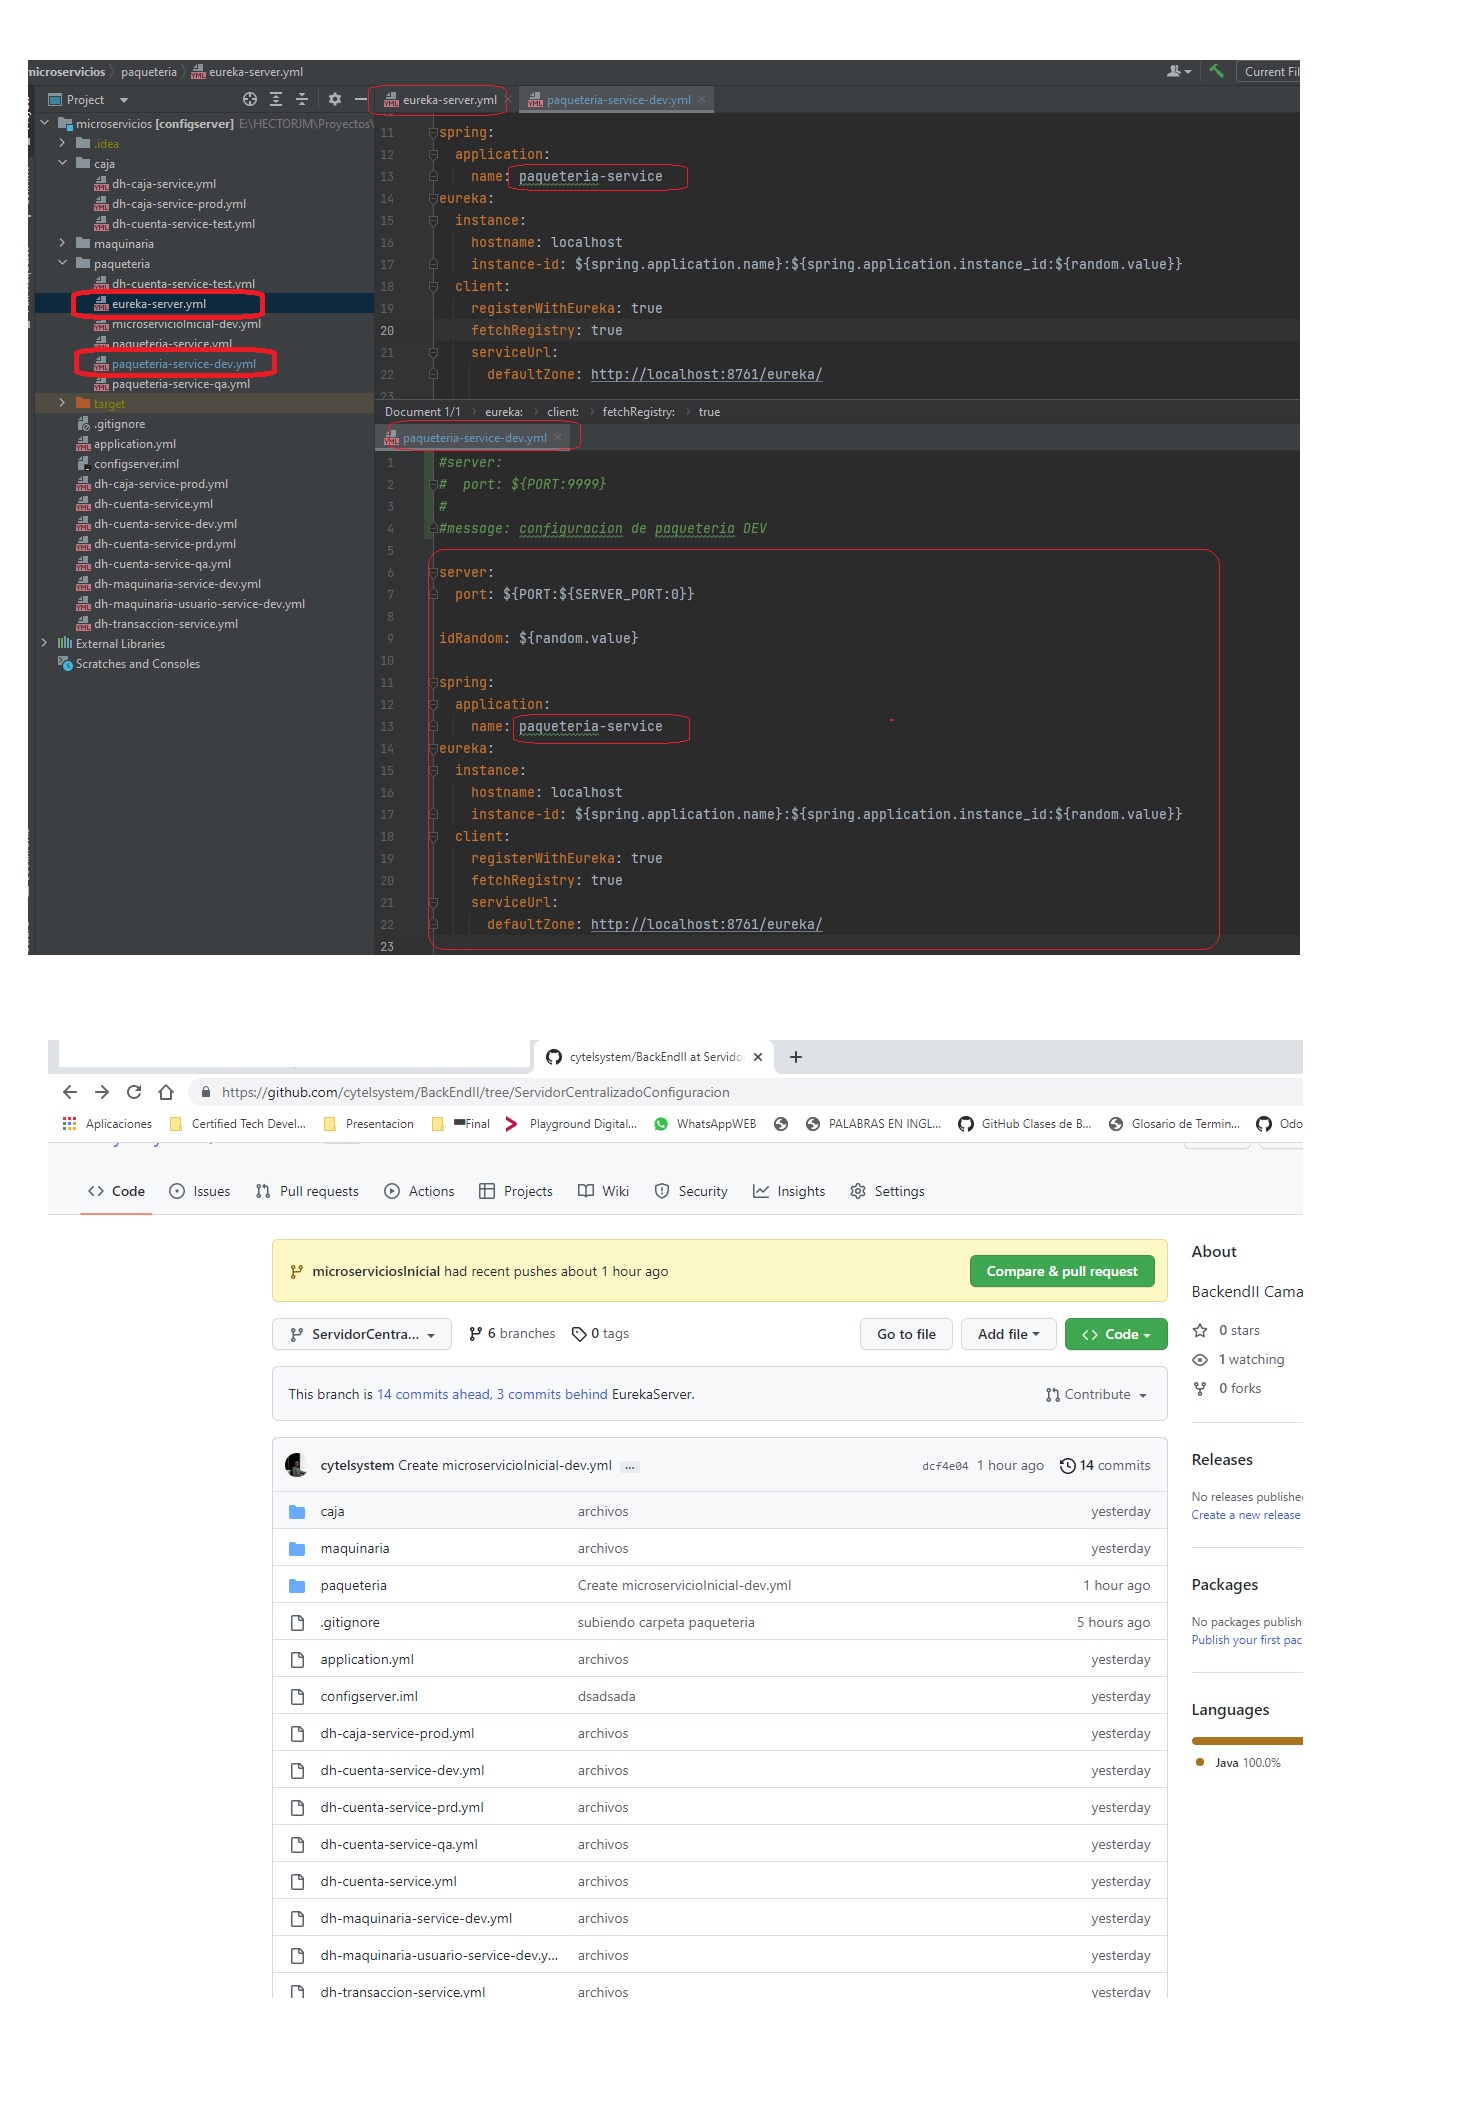 microservicios paqueteria eureka-server.yml
Current Fil
Project
eureka-server.yml
paqueteria-service-dev.yml
microservicios [configserver] E:\HECTORJM\Proyectos\
.idea
caja
dh-caja-service.yml
dh-caja-service-prod.yml
dh-cuenta-service-test.yml
maquinaria
paqueteria
dh-cuenta-service-test.yml
eureka-server.yml
microservicioInicial-dev.yml
paqueteria-service.yml
paqueteria-service-dev.yml
paqueteria-service-qa.yml
target
.gitignore
application.yml
configserver.iml
dh-caja-service-prod.yml
dh-cuenta-service.yml
dh-cuenta-service-dev.yml
dh-cuenta-service-prd.yml
dh-cuenta-service-qa.yml
dh-maquinaria-service-dev.yml
dh-maquinaria-usuario-service-dev.yml
dh-transaccion-service.yml
External Libraries
Scratches and Consoles
11 spring:
12 application:
13 name: paqueteria-service
14 eureka:
15 instance:
16 hostname: localhost
17 instance-id: ${spring.application.name}:${spring.application.instance_id:${random.value}}
18 client:
19 registerWithEureka: true
20 fetchRegistry: true
21 serviceUrl:
22 defaultZone: http://localhost:8761/eureka/
23
Document 1/1 eureka: client: fetchRegistry: true
paqueteria-service-dev.yml
1 #server:
2 # port: ${PORT:9999}
3 #
4 #message: configuracion de paqueteria DEV
5
6 server:
7 port: ${PORT:${SERVER_PORT:0}}
8
9 idRandom: ${random.value}
10
11 spring:
12 application:
13 name: paqueteria-service
14 eureka:
15 instance:
16 hostname: localhost
17 instance-id: ${spring.application.name}:${spring.application.instance_id:${random.value}}
18 client:
19 registerWithEureka: true
20 fetchRegistry: true
21 serviceUrl:
22 defaultZone: http://localhost:8761/eureka/
23
cytelsystem/BackEndII at Servido
https://github.com/cytelsystem/BackEndII/tree/ServidorCentralizadoConfiguracion
Aplicaciones Certified Tech Devel... Presentacion Final Playground Digital... WhatsAppWEB PALABRAS EN INGL... GitHub Clases de B... Glosario de Termin... Odo
Code Issues Pull requests Actions Projects Wiki Security Insights Settings
microserviciosInicial had recent pushes about 1 hour ago
Compare & pull request
ServidorCentra... 6 branches 0 tags
Go to file Add file Code
This branch is 14 commits ahead, 3 commits behind EurekaServer.
Contribute
cytelsystem Create microservicioInicial-dev.yml ... dcf4e04 1 hour ago 14 commits
caja archivos yesterday
maquinaria archivos yesterday
paqueteria Create microservicioInicial-dev.yml 1 hour ago
.gitignore subiendo carpeta paqueteria 5 hours ago
application.yml archivos yesterday
configserver.iml dsadsada yesterday
dh-caja-service-prod.yml archivos yesterday
dh-cuenta-service-dev.yml archivos yesterday
dh-cuenta-service-prd.yml archivos yesterday
dh-cuenta-service-qa.yml archivos yesterday
dh-cuenta-service.yml archivos yesterday
dh-maquinaria-service-dev.yml archivos yesterday
dh-maquinaria-usuario-service-dev.y... archivos yesterday
dh-transaccion-service.yml archivos yesterday
About
BackendII Cama
0 stars
1 watching
0 forks
Releases
No releases publishe
Create a new release
Packages
No packages publish
Publish your first pac
Languages
Java 100.0%